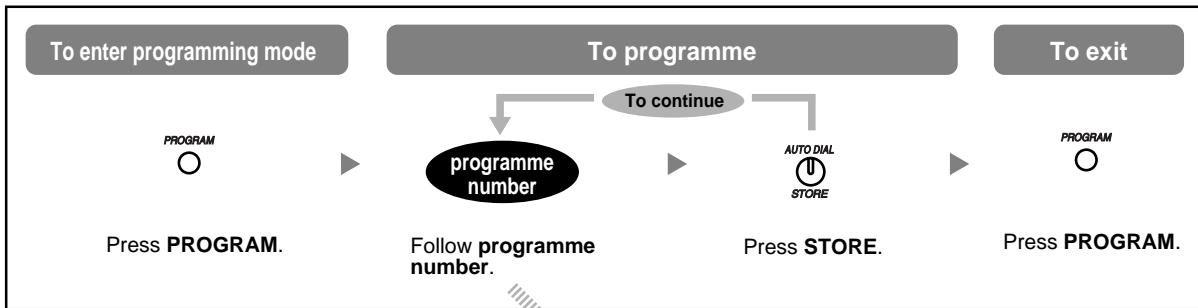 To enter programming mode
To programme
To exit
To continue
PROGRAM
programme
number
AUTO DIAL
STORE
PROGRAM
Press PROGRAM.
Follow programme
number.
Press STORE.
Press PROGRAM.